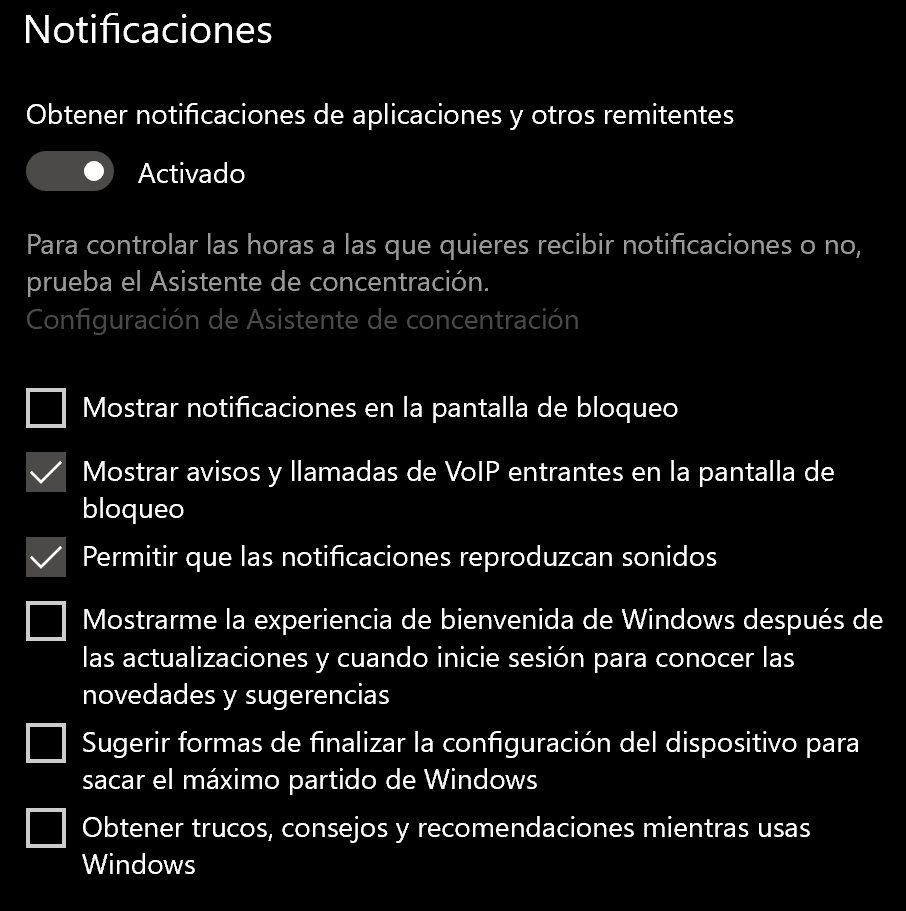 Notificaciones
Obtener notificaciones de aplicaciones y otros remitentes
Activado
Para controlar las horas a las que quieres recibir notificaciones o no,
prueba el Asistente de concentración.
Configuración de Asistente de concentración
Mostrar notificaciones en la pantalla de bloqueo
Mostrar avisos y llamadas de VoIP entrantes en la pantalla de
bloqueo
Permitir que las notificaciones reproduzcan sonidos
Mostrarme la experiencia de bienvenida de Windows después de
las actualizaciones y cuando inicie sesión para conocer las
novedades y sugerencias
Sugerir formas de finalizar la configuración del dispositivo para
sacar el máximo partido de Windows
Obtener trucos, consejos y recomendaciones mientras usas
Windows